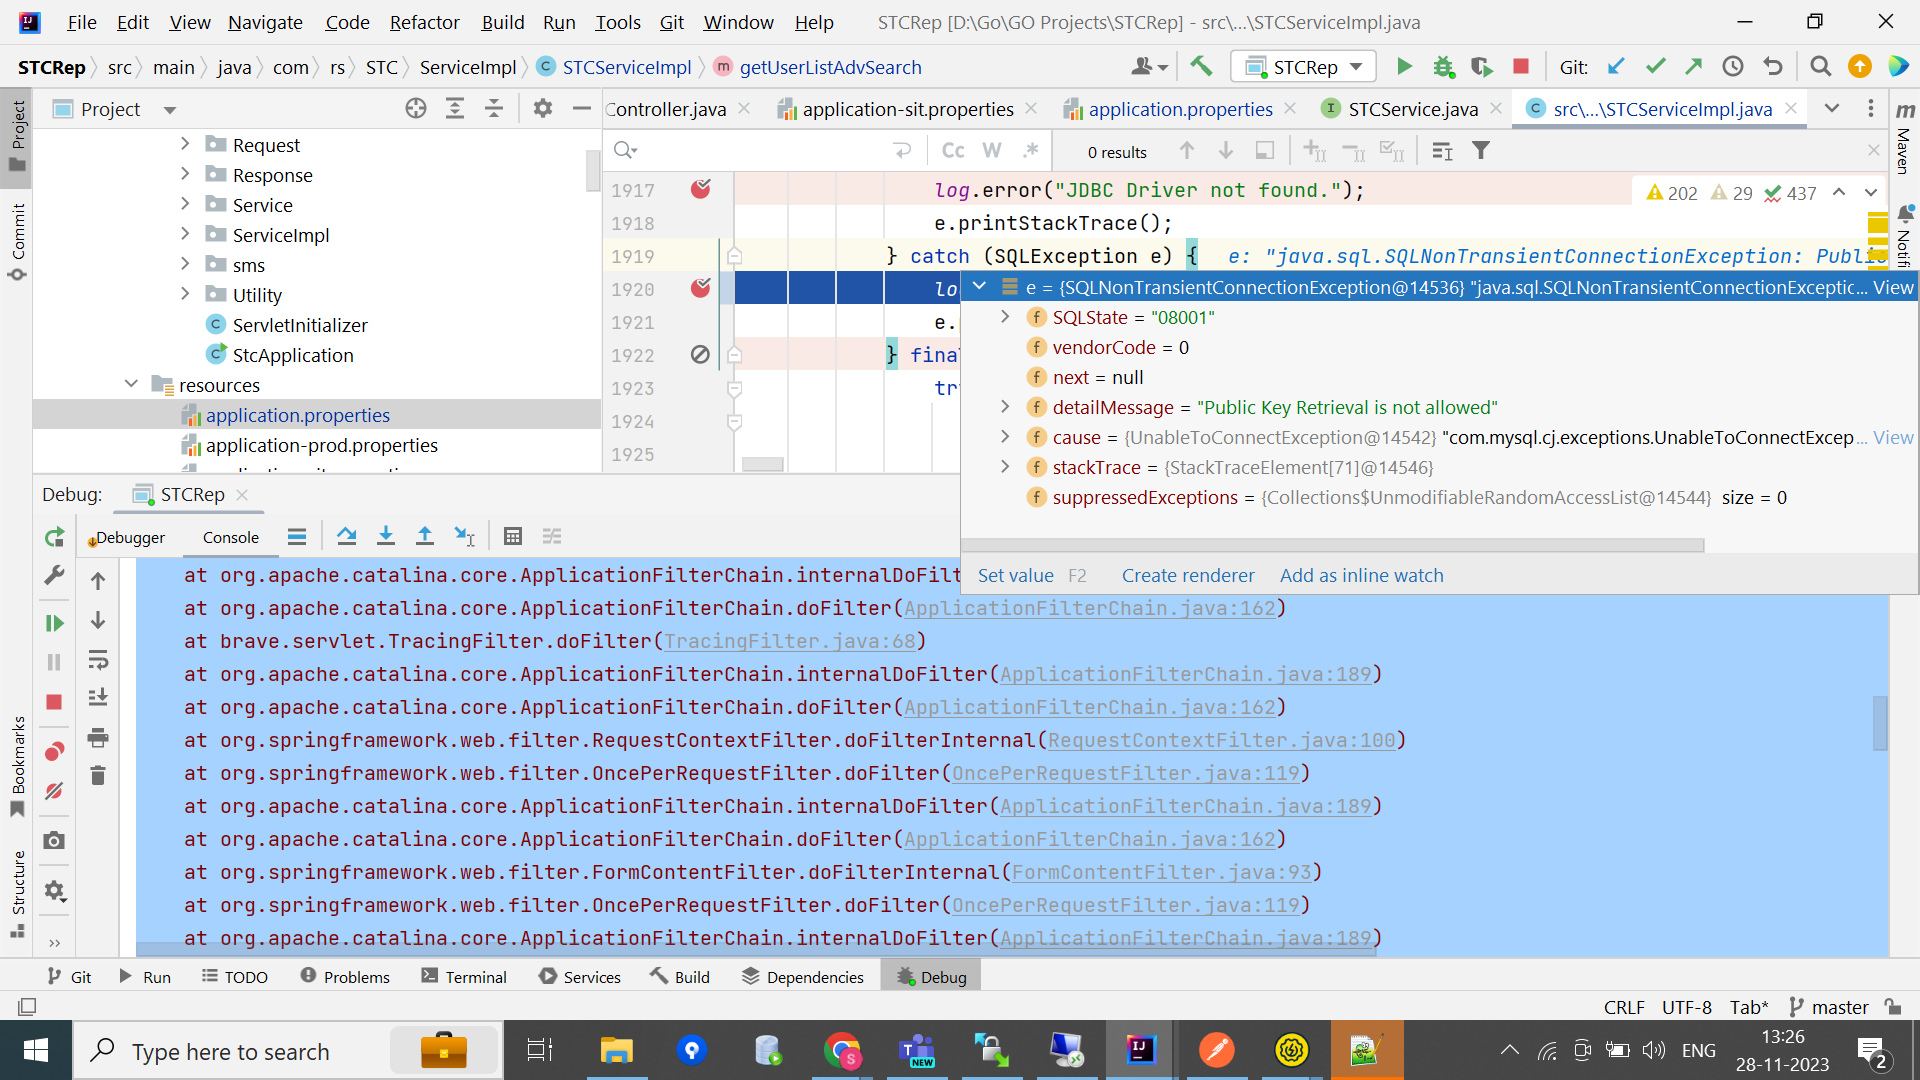 File Edit View Navigate Code Refactor Build Run Tools Git Window Help STCRep [D:\Go\GO Projects\STCRep] - src\...\STCServiceImpl.java
STCRep src main java com rs STC ServiceImpl C STCServiceImpl m getUserListAdvSearch STCRep Git:
Project
Controller.java application-sit.properties application.properties I STCService.java C src\...\STCServiceImpl.java
Project
Commit
Bookmarks
Structure
m Maven
Notifi
Request
Response
Service
ServiceImpl
sms
Utility
C ServletInitializer
C StcApplication
resources
application.properties
application-prod.properties
Cc W .* 0 results
202 29 437
1917 log.error("JDBC Driver not found.");
1918 e.printStackTrace();
1919 } catch (SQLException e) { e: "java.sql.SQLNonTransientConnectionException: Public
1920 lo
1921 e.
1922 } fina
1923 tr
1924
1925
e = {SQLNonTransientConnectionException@14536} "java.sql.SQLNonTransientConnectionExceptic... View
f SQLState = "08001"
f vendorCode = 0
f next = null
f detailMessage = "Public Key Retrieval is not allowed"
f cause = {UnableToConnectException@14542} "com.mysql.cj.exceptions.UnableToConnectExcep... View
f stackTrace = {StackTraceElement[71]@14546}
f suppressedExceptions = {Collections$UnmodifiableRandomAccessList@14544} size = 0
Set value F2 Create renderer Add as inline watch
Debug: STCRep
Debugger Console
at org.apache.catalina.core.ApplicationFilterChain.internalDoFilt
at org.apache.catalina.core.ApplicationFilterChain.doFilter(ApplicationFilterChain.java:162)
at brave.servlet.TracingFilter.doFilter(TracingFilter.java:68)
at org.apache.catalina.core.ApplicationFilterChain.internalDoFilter(ApplicationFilterChain.java:189)
at org.apache.catalina.core.ApplicationFilterChain.doFilter(ApplicationFilterChain.java:162)
at org.springframework.web.filter.RequestContextFilter.doFilterInternal(RequestContextFilter.java:100)
at org.springframework.web.filter.OncePerRequestFilter.doFilter(OncePerRequestFilter.java:119)
at org.apache.catalina.core.ApplicationFilterChain.internalDoFilter(ApplicationFilterChain.java:189)
at org.apache.catalina.core.ApplicationFilterChain.doFilter(ApplicationFilterChain.java:162)
at org.springframework.web.filter.FormContentFilter.doFilterInternal(FormContentFilter.java:93)
at org.springframework.web.filter.OncePerRequestFilter.doFilter(OncePerRequestFilter.java:119)
at org.apache.catalina.core.ApplicationFilterChain.internalDoFilter(ApplicationFilterChain.java:189)
Git Run TODO Problems Terminal Services Build Dependencies Debug
CRLF UTF-8 Tab* master
Type here to search NEW ENG 13:26
28-11-2023 2